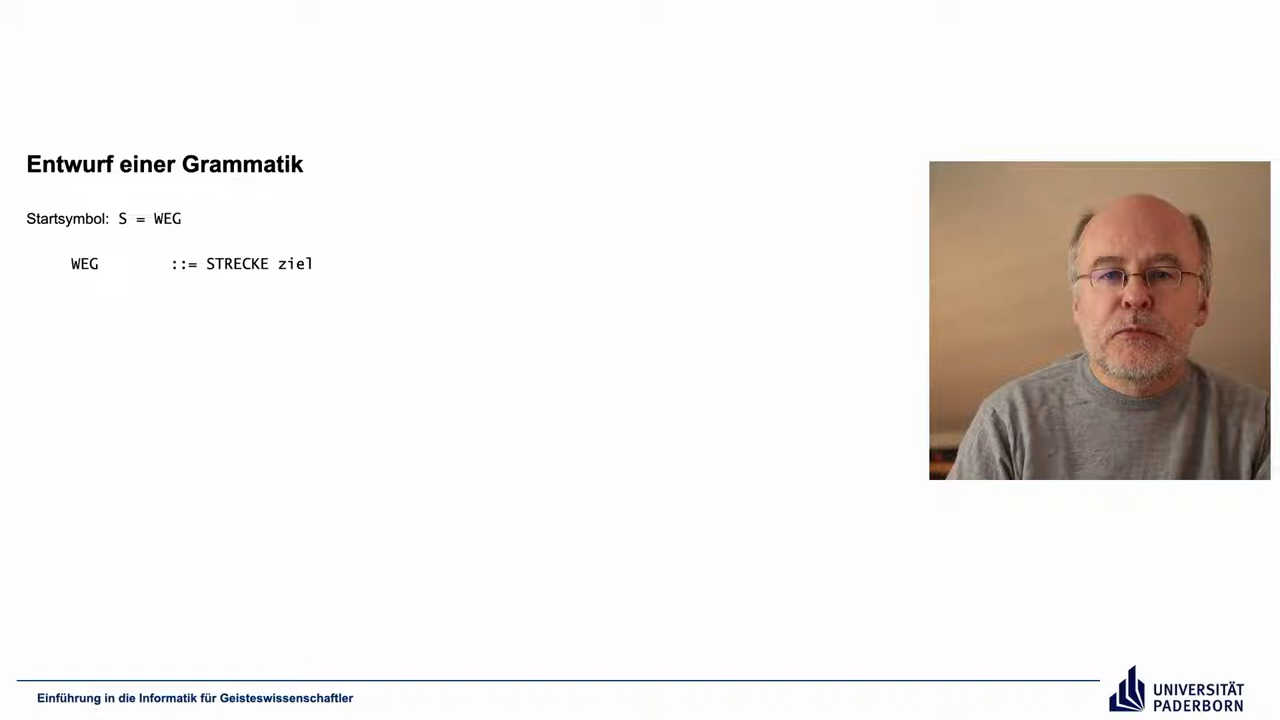 Entwurf einer Grammatik
Startsymbol: S = WEG
WEG ::= STRECKE ziel
Einführung in die Informatik für Geisteswissenschaftler
UNIVERSITÄT
PADERBORN